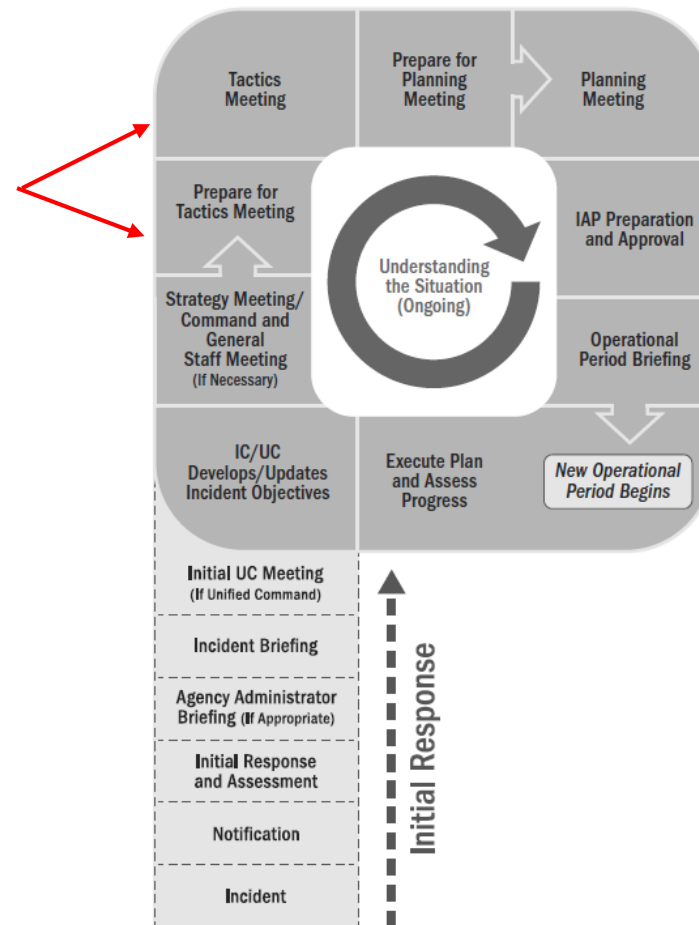 Tactics
Meeting
Prepare for
Planning
Meeting
Planning
Meeting
Prepare for
Tactics Meeting
IAP Preparation
and Approval
Understanding
the Situation
(Ongoing)
Strategy Meeting/
Command and
General
Staff Meeting
(If Necessary)
Operational
Period Briefing
IC/UC
Develops/Updates
Incident Objectives
Execute Plan
and Assess
Progress
New Operational
Period Begins
Initial UC Meeting
(If Unified Command)
Incident Briefing
Agency Administrator
Briefing (If Appropriate)
Initial Response
and Assessment
Notification
Incident
Initial Response